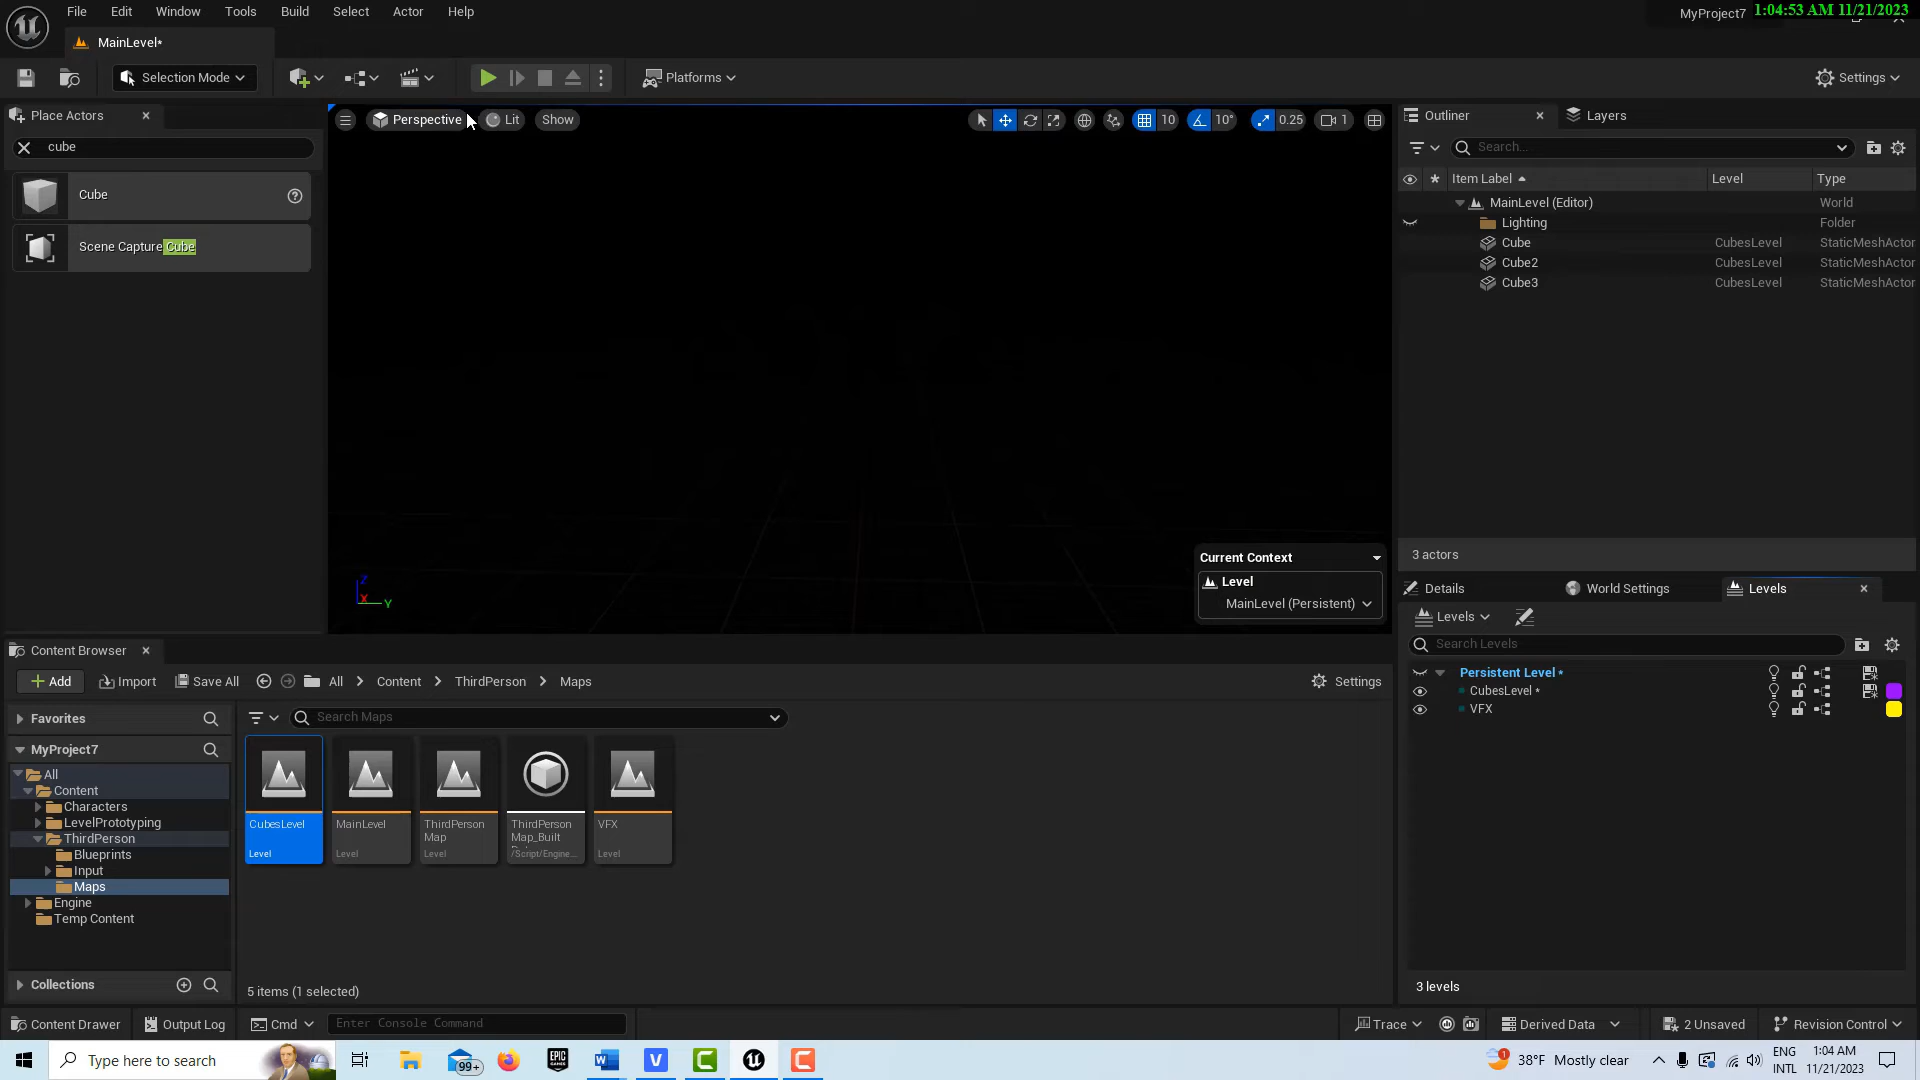 File Edit Window Tools Build Select Actor Help
MyProject7 1:04:53 AM 11/21/2023
MainLevel*
Selection Mode Platforms Settings
Place Actors
cube
Cube
Scene Capture Cube
Perspective Lit Show 10 10° 0.25 1
Current Context
Level
MainLevel (Persistent)
Outliner Layers
Search...
Item Label Level Type
MainLevel (Editor) World
Lighting Folder
Cube CubesLevel StaticMeshActor
Cube2 CubesLevel StaticMeshActor
Cube3 CubesLevel StaticMeshActor
3 actors
Details World Settings Levels
Levels
Search Levels
Persistent Level *
CubesLevel *
VFX
3 levels
Content Browser
Add Import Save All All Content ThirdPerson Maps Settings
Favorites
MyProject7
All
Content
Characters
LevelPrototyping
ThirdPerson
Blueprints
Input
Maps
Engine
Temp Content
Collections
Search Maps
CubesLevel
Level
MainLevel
Level
ThirdPerson
Map
Level
ThirdPerson
Map_Built
/Script/Engine...
VFX
Level
5 items (1 selected)
Content Drawer Output Log Cmd Enter Console Command Trace Derived Data 2 Unsaved Revision Control
Type here to search 99+ 1 38°F Mostly clear ENG INTL 1:04 AM 11/21/2023